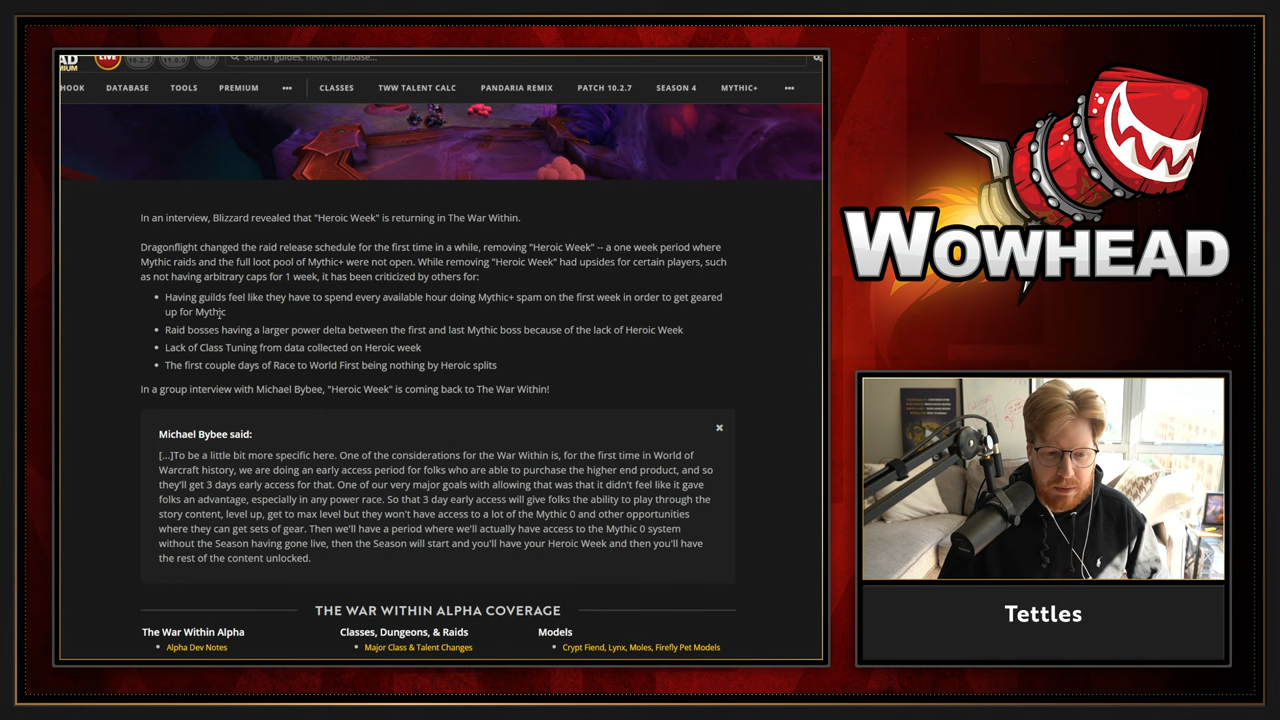 AD
MIUM
LIVE
10.2.7
11.0.0
BETA
Search guides, news, database...
HOOK
DATABASE
TOOLS
PREMIUM
•••
CLASSES
TWW TALENT CALC
PANDARIA REMIX
PATCH 10.2.7
SEASON 4
MYTHIC+
•••
In an interview, Blizzard revealed that "Heroic Week" is returning in The War Within.
Dragonflight changed the raid release schedule for the first time in a while, removing "Heroic Week" -- a one week period where
Mythic raids and the full loot pool of Mythic+ were not open. While removing "Heroic Week" had upsides for certain players, such
as not having arbitrary caps for 1 week, it has been criticized by others for:
• Having guilds feel like they have to spend every available hour doing Mythic+ spam on the first week in order to get geared
up for Mythic
• Raid bosses having a larger power delta between the first and last Mythic boss because of the lack of Heroic Week
• Lack of Class Tuning from data collected on Heroic week
• The first couple days of Race to World First being nothing by Heroic splits
In a group interview with Michael Bybee, "Heroic Week" is coming back to The War Within!
Michael Bybee said:
[...]To be a little bit more specific here. One of the considerations for the War Within is, for the first time in World of
Warcraft history, we are doing an early access period for folks who are able to purchase the higher end product, and so
they'll get 3 days early access for that. One of our very major goals with allowing that was that it didn't feel like it gave
folks an advantage, especially in any power race. So that 3 day early access will give folks the ability to play through the
story content, level up, get to max level but they won't have access to a lot of the Mythic 0 and other opportunities
where they can get sets of gear. Then we'll have a period where we'll actually have access to the Mythic 0 system
without the Season having gone live, then the Season will start and you'll have your Heroic Week and then you'll have
the rest of the content unlocked.
THE WAR WITHIN ALPHA COVERAGE
The War Within Alpha
• Alpha Dev Notes
Classes, Dungeons, & Raids
• Major Class & Talent Changes
Models
• Crypt Fiend, Lynx, Moles, Firefly Pet Models
WOWHEAD
Tettles